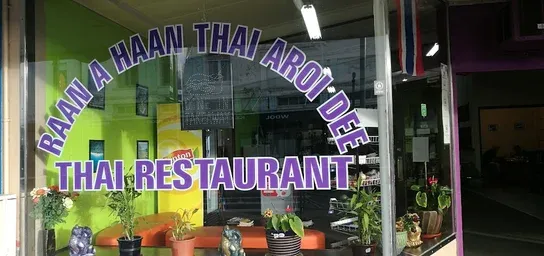 RAAN A HAAN THAI AROI DEE
THAI RESTAURANT